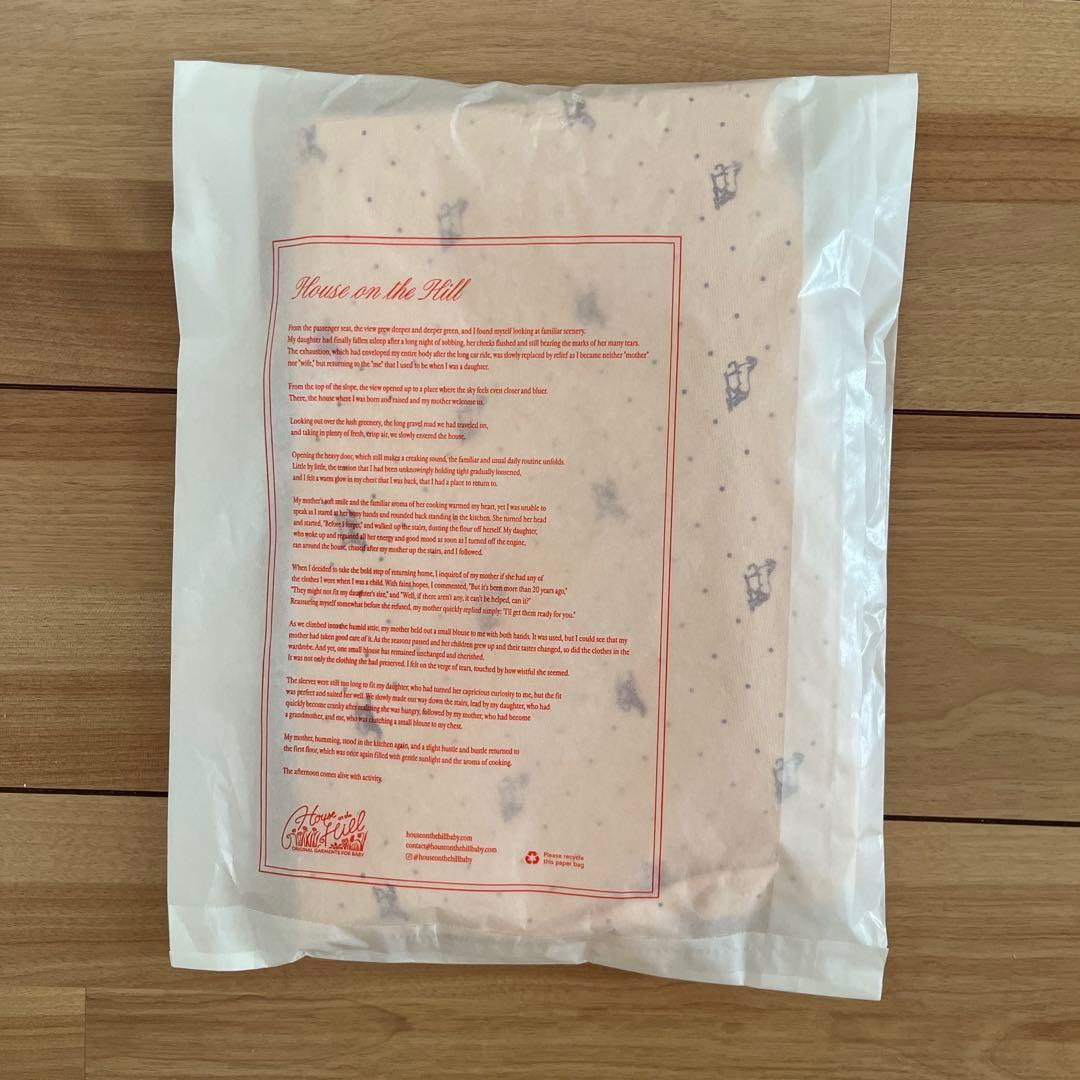 House on the Hill
From the passenger seat, the view grew deeper and deeper green, and I found myself looking at familiar scenery.
My daughter had finally fallen asleep after a long night of sobbing, her cheeks flushed and still bearing the marks of her many tears.
The exhaustion, which had enveloped my entire body after the long car ride, was slowly replaced by relief as I became neither "mother"
nor "wife," but returning to the "me" that I used to be when I was a daughter.
From the top of the slope, the view opened up to a place where the sky feels even closer and bluer.
There, the house where I was born and raised and my mother welcome us.
Looking out over the lush greenery, the long gravel road we had traveled on,
and taking in plenty of fresh, crisp air, we slowly entered the house.
Opening the heavy door, which still makes a creaking sound, the familiar and usual daily routine unfolds.
Little by little, the tension that I had been unknowingly holding tight gradually loosened,
and I felt a warm glow in my chest that I was back, that I had a place to return to.
My mother's soft smile and the familiar aroma of her cooking warmed my heart, yet I was unable to
speak as I stared at her bony hands and rounded back standing in the kitchen. She turned her head
and started, "Before I forget," and walked up the stairs, dusting the flour off herself. My daughter,
who woke up and regained all her energy and good mood as soon as I turned off the engine,
ran around the house, chased after my mother up the stairs, and I followed.
When I decided to take the bold step of returning home, I inquired of my mother if she had any of
the clothes I wore when I was a child. With faint hopes, I commented, "But it's been more than 20 years ago,"
"They might not fit my daughter's size," and "Well, if there aren't any, it can't be helped, can it?"
Reassuring myself somewhat before she refused, my mother quickly replied simply: "I'll get them ready for you."
As we climbed into the humid attic, my mother held out a small blouse to me with both hands. It was used, but I could see that my
mother had taken good care of it. As the seasons passed and her children grew up and their tastes changed, so did the clothes in the
wardrobe. And yet, one small blouse has remained unchanged and cherished.
It was not only the clothing she had preserved. I felt on the verge of tears, touched by how wistful she seemed.
The sleeves were still too long to fit my daughter, who had turned her capricious curiosity to me, but the fit
was perfect and suited her well. We slowly made our way down the stairs, lead by my daughter, who had
quickly become cranky after realizing she was hungry, followed by my mother, who had become
a grandmother, and me, who was clutching a small blouse to my chest.
My mother, humming, stood in the kitchen again, and a slight hustle and bustle returned to
the first floor, which was once again filled with gentle sunlight and the aroma of cooking.
The afternoon comes alive with activity.
House on the
Hill
ORIGINAL GARMENTS FOR BABY
houseonthehillbaby.com
contact@houseonthehillbaby.com
@houseonthehillbaby
Please recycle
this paper bag